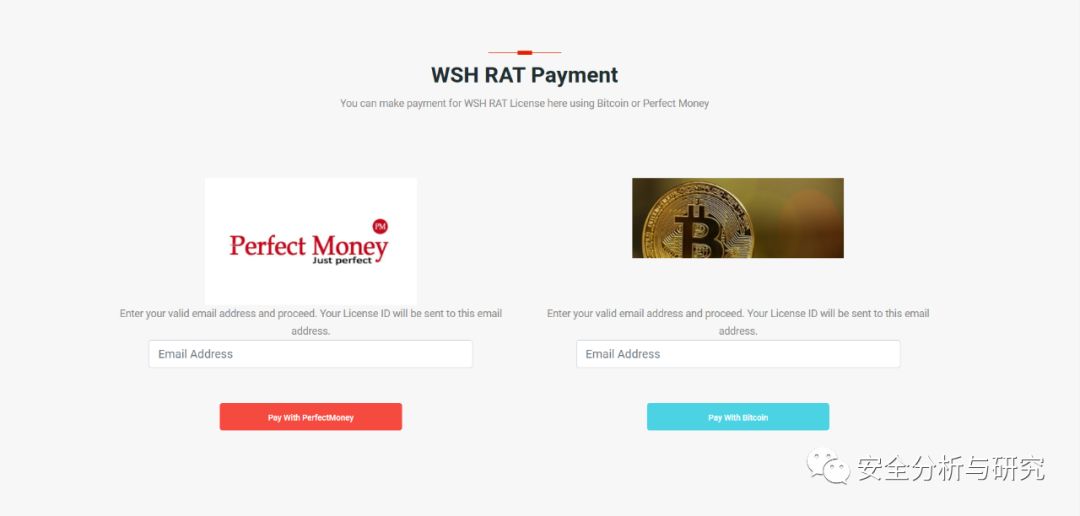 WSH RAT Payment
You can make payment for WSH RAT License here using Bitcoin or Perfect Money
PM
Perfect Money
Just perfect
Enter your valid email address and proceed. Your License ID will be sent to this email
address.
Email Address
Pay With PerfectMoney
B
Enter your valid email address and proceed. Your License ID will be sent to this email
address.
Email Address
Pay With Bitcoin
安全分析与研究